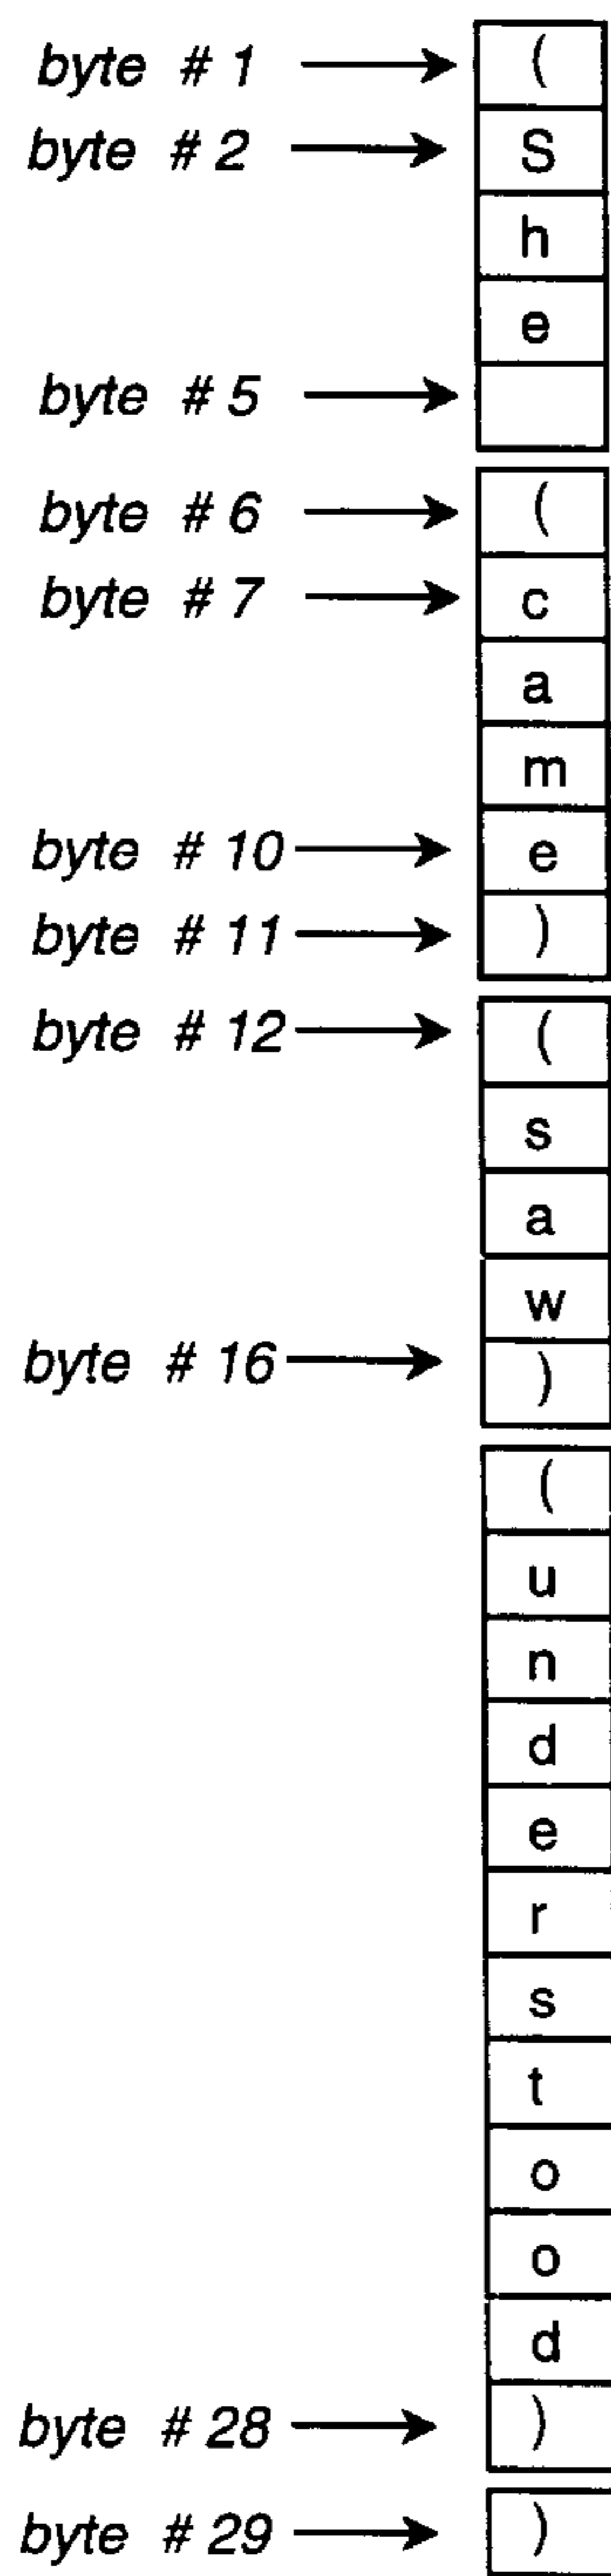 byte # 1 (
byte # 2 S
h
e
byte # 5
byte # 6 (
byte # 7 c
a
m
byte # 10 e
byte # 11 )
byte # 12 (
s
a
w
byte # 16 )
(
u
n
d
e
r
s
t
o
o
d
byte # 28 )
byte # 29 )